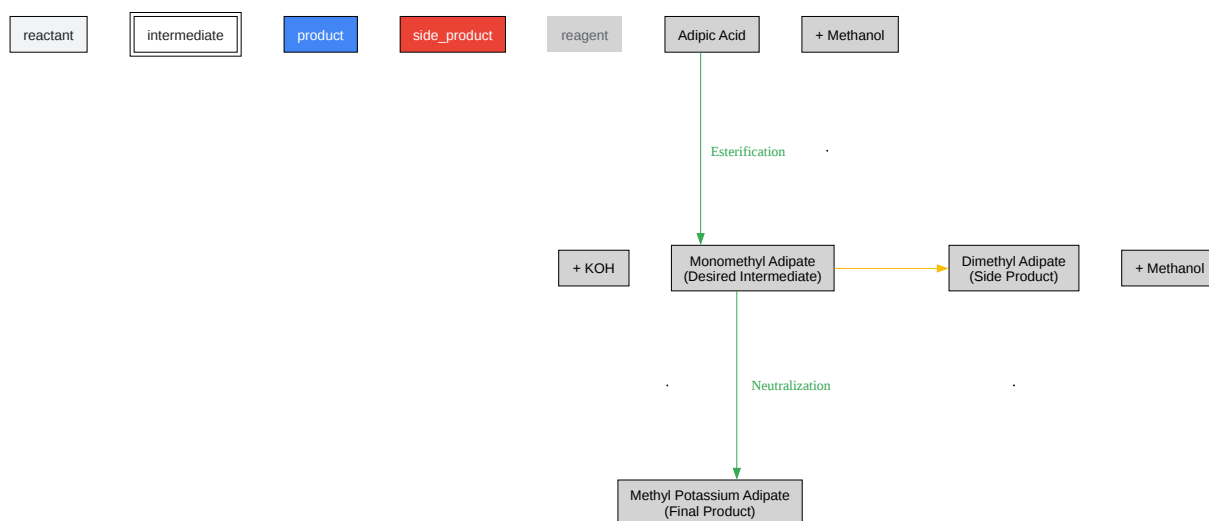 reactant
intermediate
product
side_product
reagent
Adipic Acid
+ Methanol
Esterification
+ KOH
Monomethyl Adipate
(Desired Intermediate)
Dimethyl Adipate
(Side Product)
+ Methanol
Neutralization
Methyl Potassium Adipate
(Final Product)